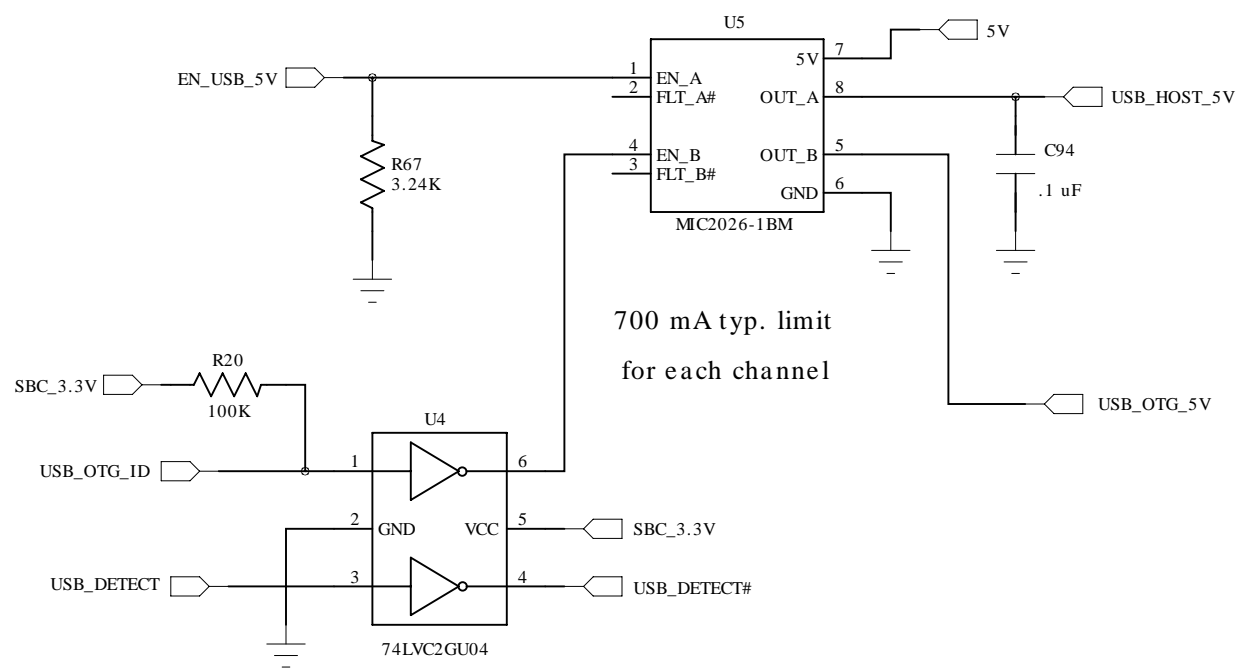 U5
5V
7
5V
EN_USB_5V
1
EN_A
2
FLT_A#
OUT_A
8
USB_HOST_5V
4
EN_B
3
FLT_B#
OUT_B
5
C94
.1 uF
R67
3.24K
GND
6
MIC2026-1BM
700 mA typ. limit
for each channel
R20
SBC_3.3V
100K
USB_OTG_5V
U4
USB_OTG_ID
1
6
2
GND
VCC
5
SBC_3.3V
USB_DETECT
3
4
USB_DETECT#
74LVC2GU04